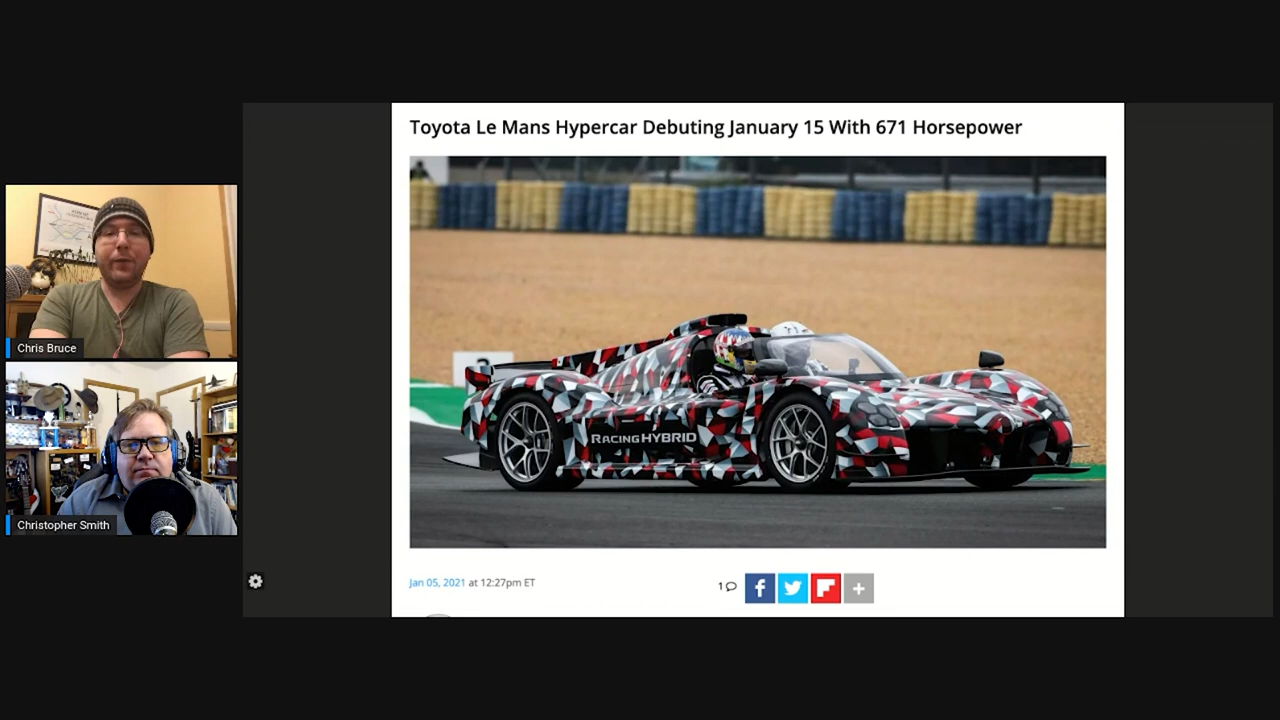 Toyota Le Mans Hypercar Debuting January 15 With 671 Horsepower
Chris Bruce
RACING HYBRID
Christopher Smith
Jan 05, 2021 at 12:27pm ET
1
f
+